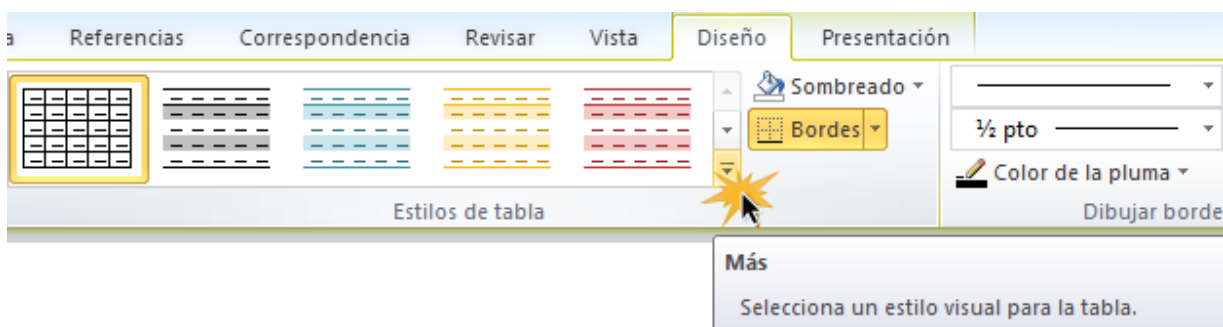 a Referencias Correspondencia Revisar Vista Diseño Presentación
Sombreado
Bordes
½ pto
Color de la pluma
Estilos de tabla
Dibujar borde
Más
Selecciona un estilo visual para la tabla.